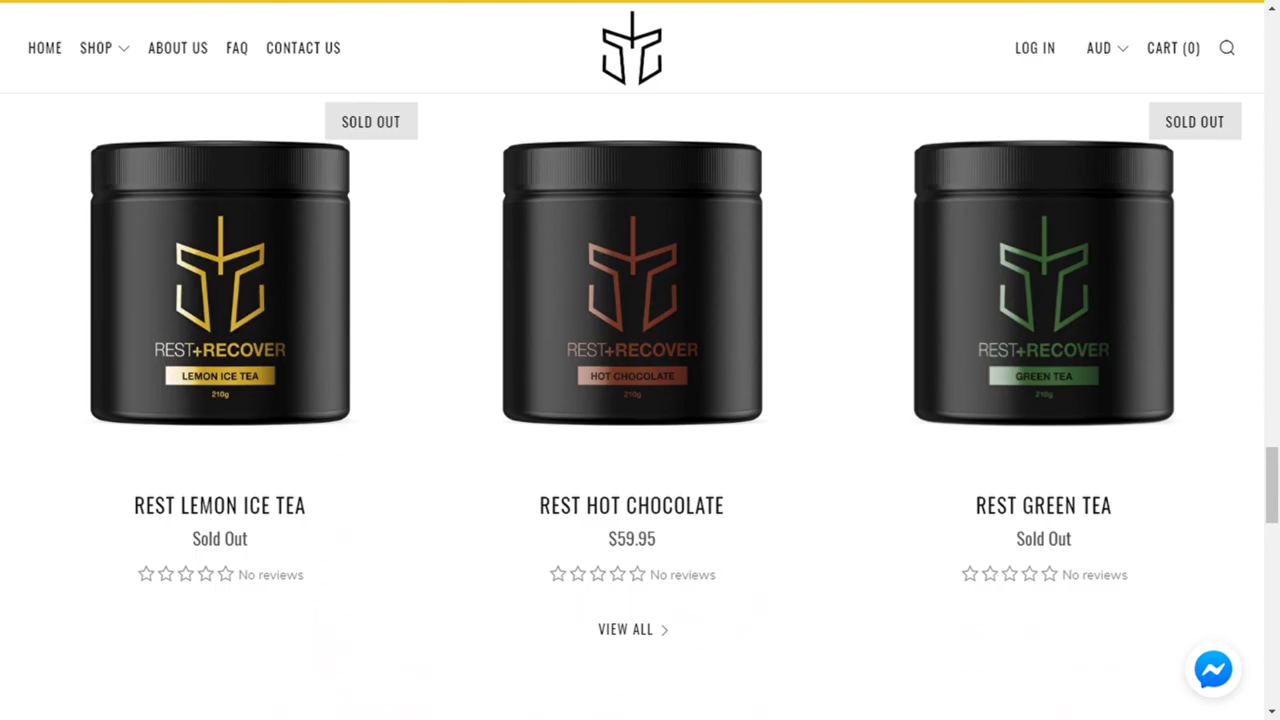 HOME SHOP ABOUT US FAQ CONTACT US LOG IN AUD CART (0)
SOLD OUT SOLD OUT
REST+RECOVER REST+RECOVER REST+RECOVER
LEMON ICE TEA HOT CHOCOLATE GREEN TEA
210g 210g 210g
REST LEMON ICE TEA REST HOT CHOCOLATE REST GREEN TEA
Sold Out $59.95 Sold Out
No reviews No reviews No reviews
VIEW ALL